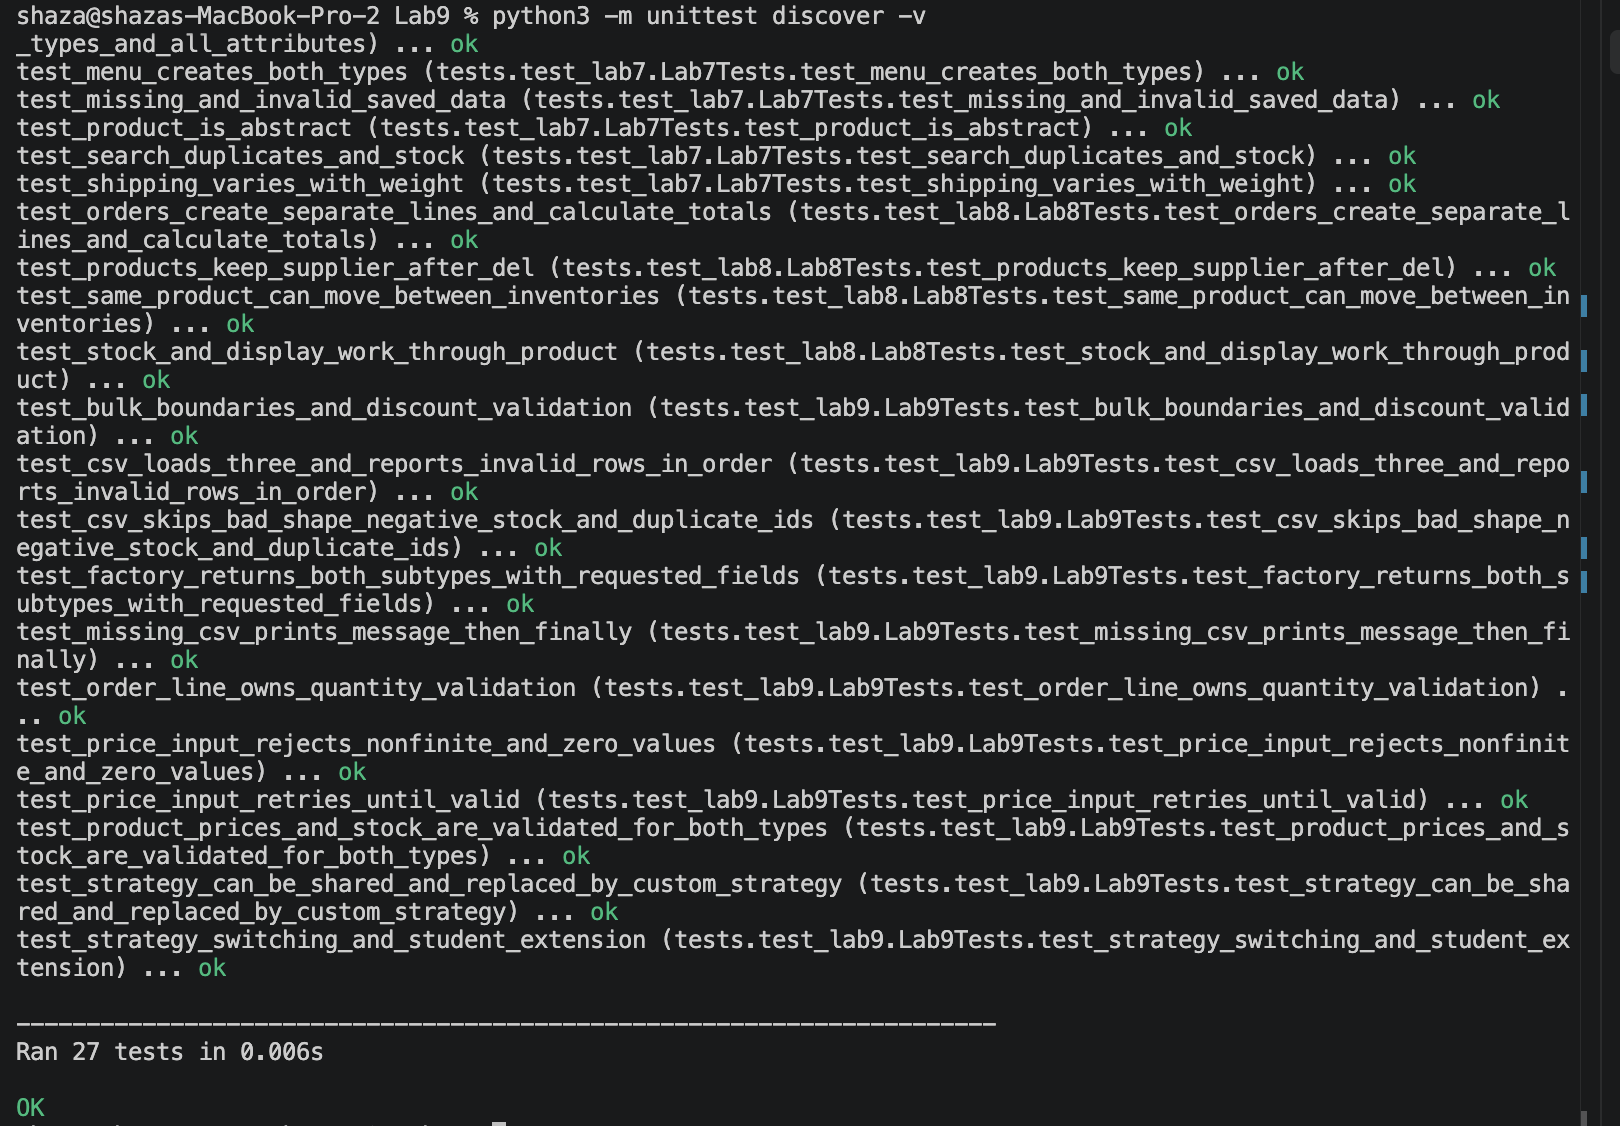 shaza@shazas-MacBook-Pro-2 Lab9 % python3 -m unittest discover -v
_types_and_all_attributes) ... ok
test_menu_creates_both_types (tests.test_lab7.Lab7Tests.test_menu_creates_both_types) ... ok
test_missing_and_invalid_saved_data (tests.test_lab7.Lab7Tests.test_missing_and_invalid_saved_data) ... ok
test_product_is_abstract (tests.test_lab7.Lab7Tests.test_product_is_abstract) ... ok
test_search_duplicates_and_stock (tests.test_lab7.Lab7Tests.test_search_duplicates_and_stock) ... ok
test_shipping_varies_with_weight (tests.test_lab7.Lab7Tests.test_shipping_varies_with_weight) ... ok
test_orders_create_separate_lines_and_calculate_totals (tests.test_lab8.Lab8Tests.test_orders_create_separate_l
ines_and_calculate_totals) ... ok
test_products_keep_supplier_after_del (tests.test_lab8.Lab8Tests.test_products_keep_supplier_after_del) ... ok
test_same_product_can_move_between_inventories (tests.test_lab8.Lab8Tests.test_same_product_can_move_between_in
ventories) ... ok
test_stock_and_display_work_through_product (tests.test_lab8.Lab8Tests.test_stock_and_display_work_through_prod
uct) ... ok
test_bulk_boundaries_and_discount_validation (tests.test_lab9.Lab9Tests.test_bulk_boundaries_and_discount_valid
ation) ... ok
test_csv_loads_three_and_reports_invalid_rows_in_order (tests.test_lab9.Lab9Tests.test_csv_loads_three_and_repo
rts_invalid_rows_in_order) ... ok
test_csv_skips_bad_shape_negative_stock_and_duplicate_ids (tests.test_lab9.Lab9Tests.test_csv_skips_bad_shape_n
egative_stock_and_duplicate_ids) ... ok
test_factory_returns_both_subtypes_with_requested_fields (tests.test_lab9.Lab9Tests.test_factory_returns_both_s
ubtypes_with_requested_fields) ... ok
test_missing_csv_prints_message_then_finally (tests.test_lab9.Lab9Tests.test_missing_csv_prints_message_then_fi
nally) ... ok
test_order_line_owns_quantity_validation (tests.test_lab9.Lab9Tests.test_order_line_owns_quantity_validation) .
.. ok
test_price_input_rejects_nonfinite_and_zero_values (tests.test_lab9.Lab9Tests.test_price_input_rejects_nonfinit
e_and_zero_values) ... ok
test_price_input_retries_until_valid (tests.test_lab9.Lab9Tests.test_price_input_retries_until_valid) ... ok
test_product_prices_and_stock_are_validated_for_both_types (tests.test_lab9.Lab9Tests.test_product_prices_and_s
tock_are_validated_for_both_types) ... ok
test_strategy_can_be_shared_and_replaced_by_custom_strategy (tests.test_lab9.Lab9Tests.test_strategy_can_be_sha
red_and_replaced_by_custom_strategy) ... ok
test_strategy_switching_and_student_extension (tests.test_lab9.Lab9Tests.test_strategy_switching_and_student_ex
tension) ... ok
----------------------------------------------------------------------
Ran 27 tests in 0.006s
OK